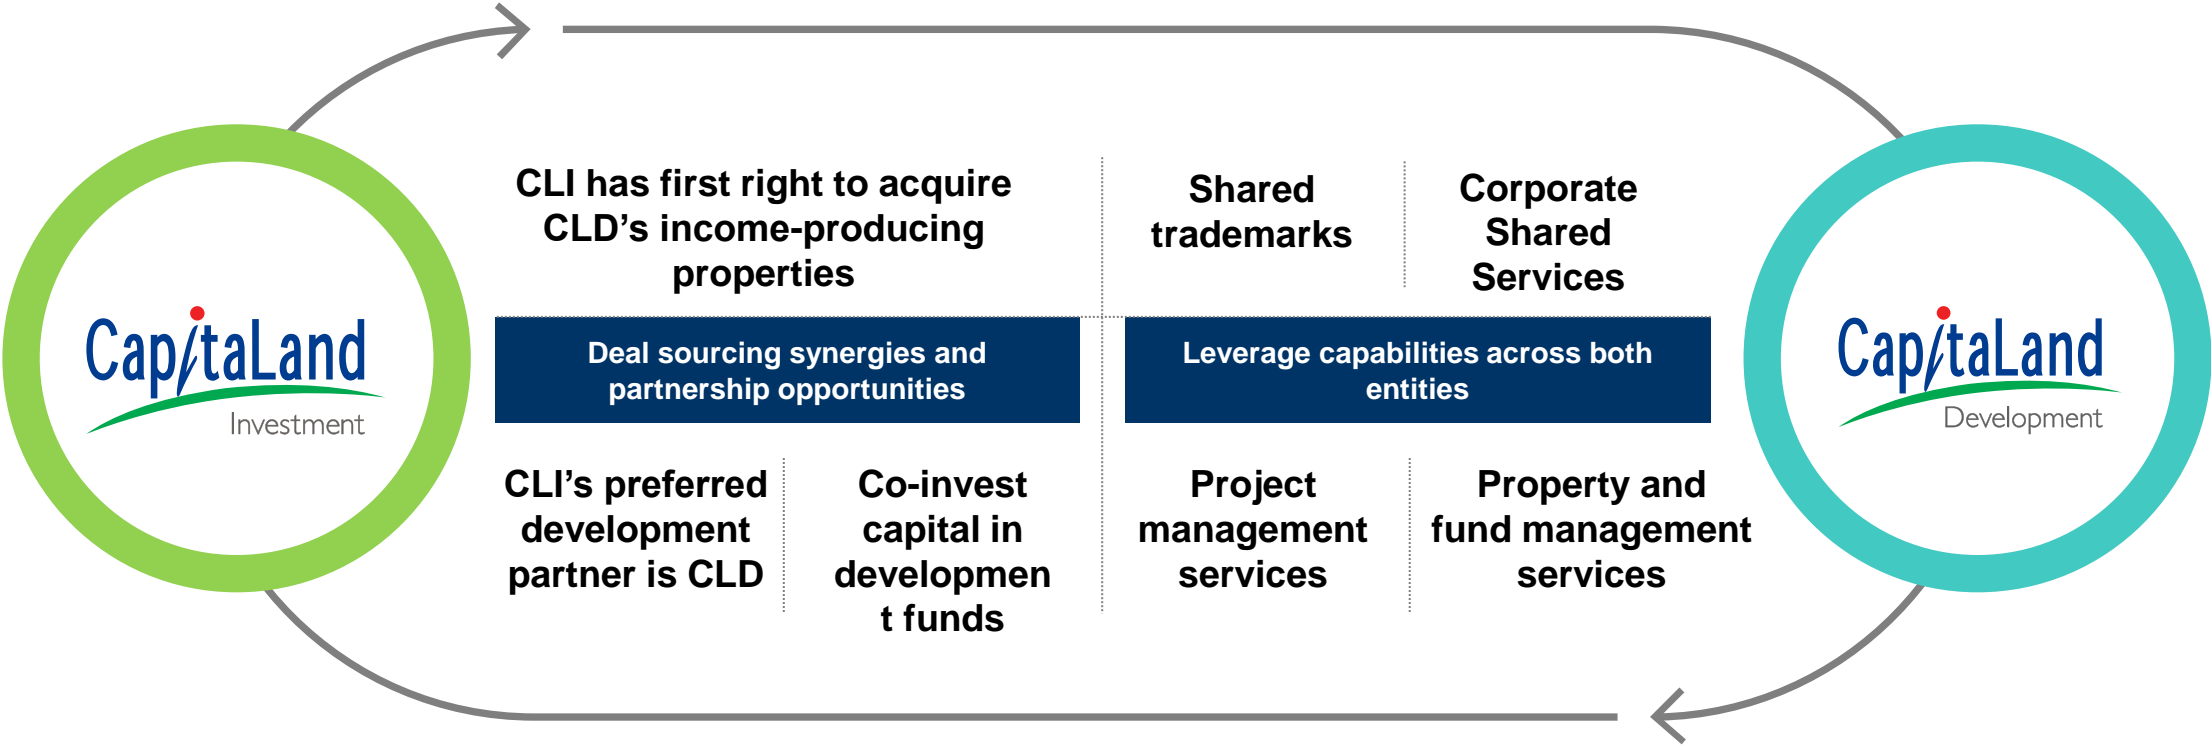 CLI has first right to acquire
CLD’s income-producing
properties
Shared
trademarks
Corporate
Shared
Services
CapitaLand
Investment
Deal sourcing synergies and
partnership opportunities
Leverage capabilities across both
entities
CapitaLand
Development
CLI’s preferred
development
partner is CLD
Co-invest
capital in
developmen
t funds
Project
management
services
Property and
fund management
services